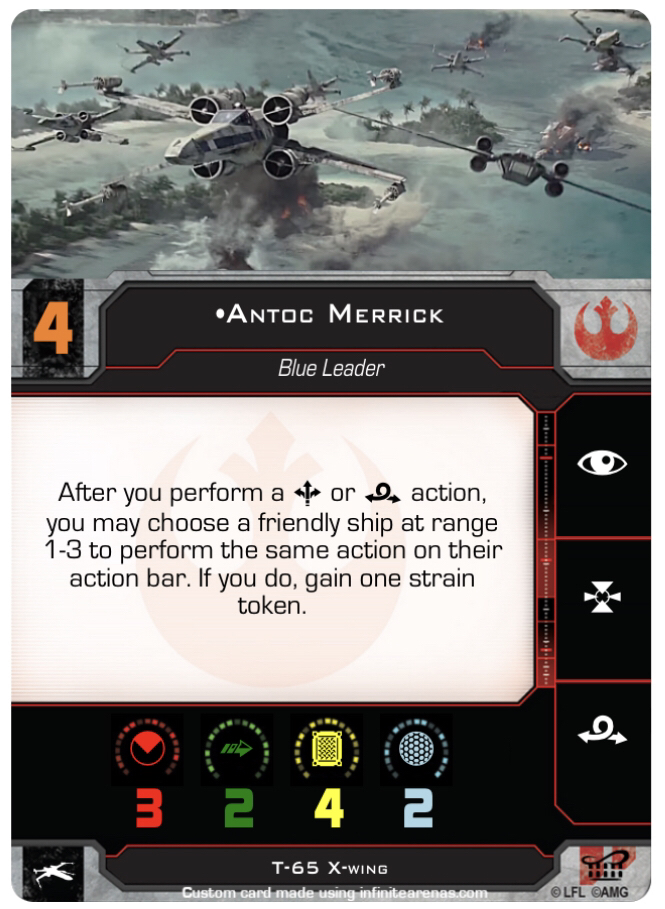 4
•Antoc Merrick
Blue Leader
After you perform a or action,
you may choose a friendly ship at range
1-3 to perform the same action on their
action bar. If you do, gain one strain
token.
3 2 4 2
T-65 X-wing
Custom card made using infinitearenas.com
© LFL ©AMG